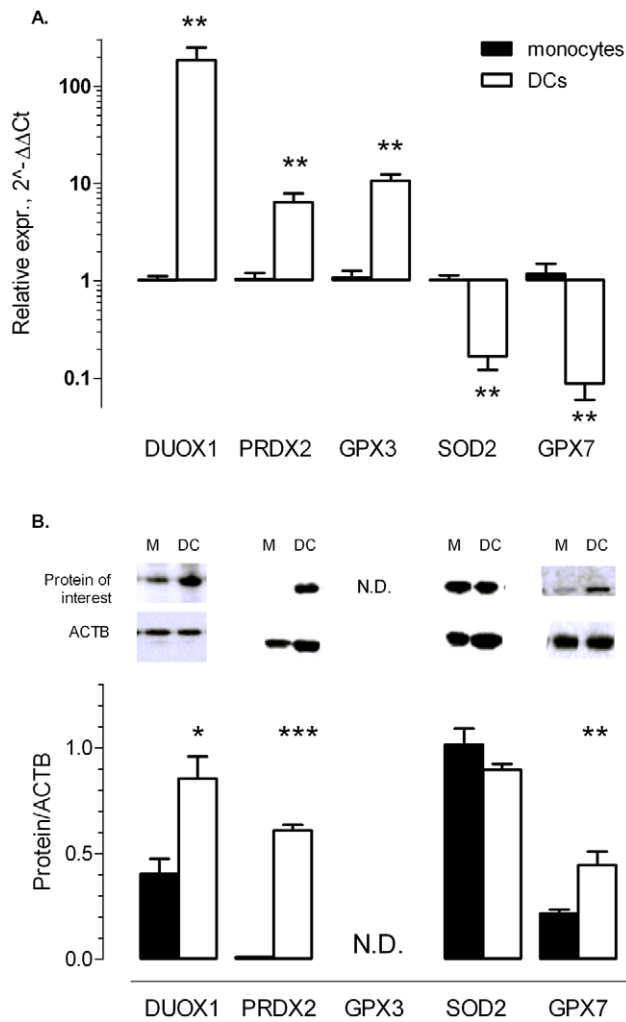 A.
**
monocytes
DCs
100
Relative expr., 2^-ΔΔCt
**
**
10
1
0.1
**
**
DUOX1 PRDX2 GPX3 SOD2 GPX7
B.
M DC M DC M DC M DC
Protein of
interest
N.D.
ACTB
* *** **
1.0
Protein/ACTB
0.5
N.D.
0.0
DUOX1 PRDX2 GPX3 SOD2 GPX7